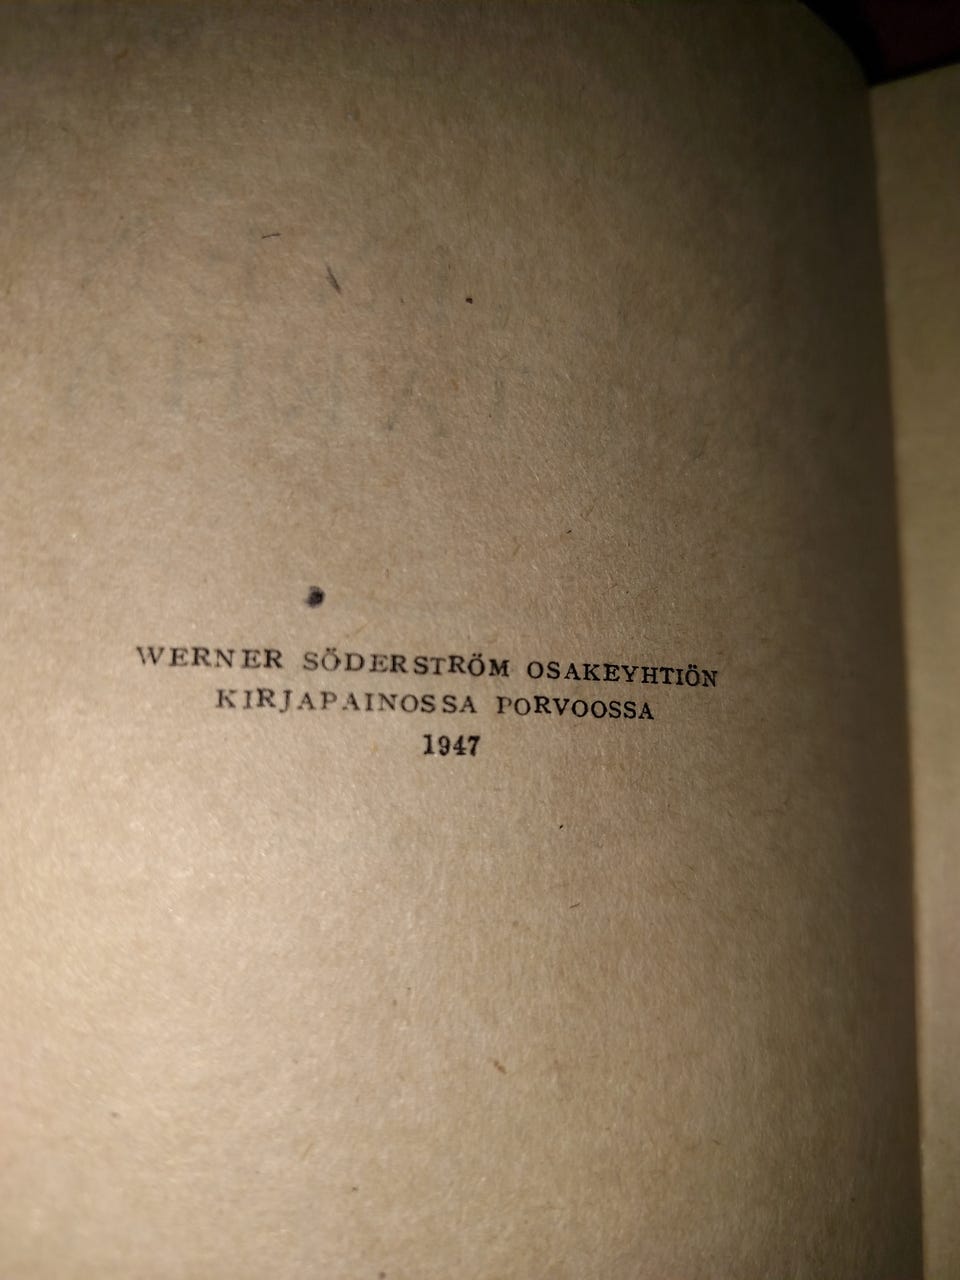 WERNER SÖDERSTRÖM OSAKEYHTIÖN
KIRJAPAINOSSA PORVOOSSA
1947